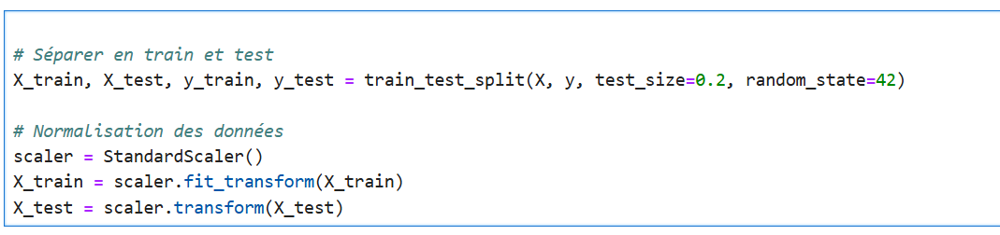 # Séparer en train et test
X_train, X_test, y_train, y_test = train_test_split(X, y, test_size=0.2, random_state=42)
# Normalisation des données
scaler = StandardScaler()
X_train = scaler.fit_transform(X_train)
X_test = scaler.transform(X_test)